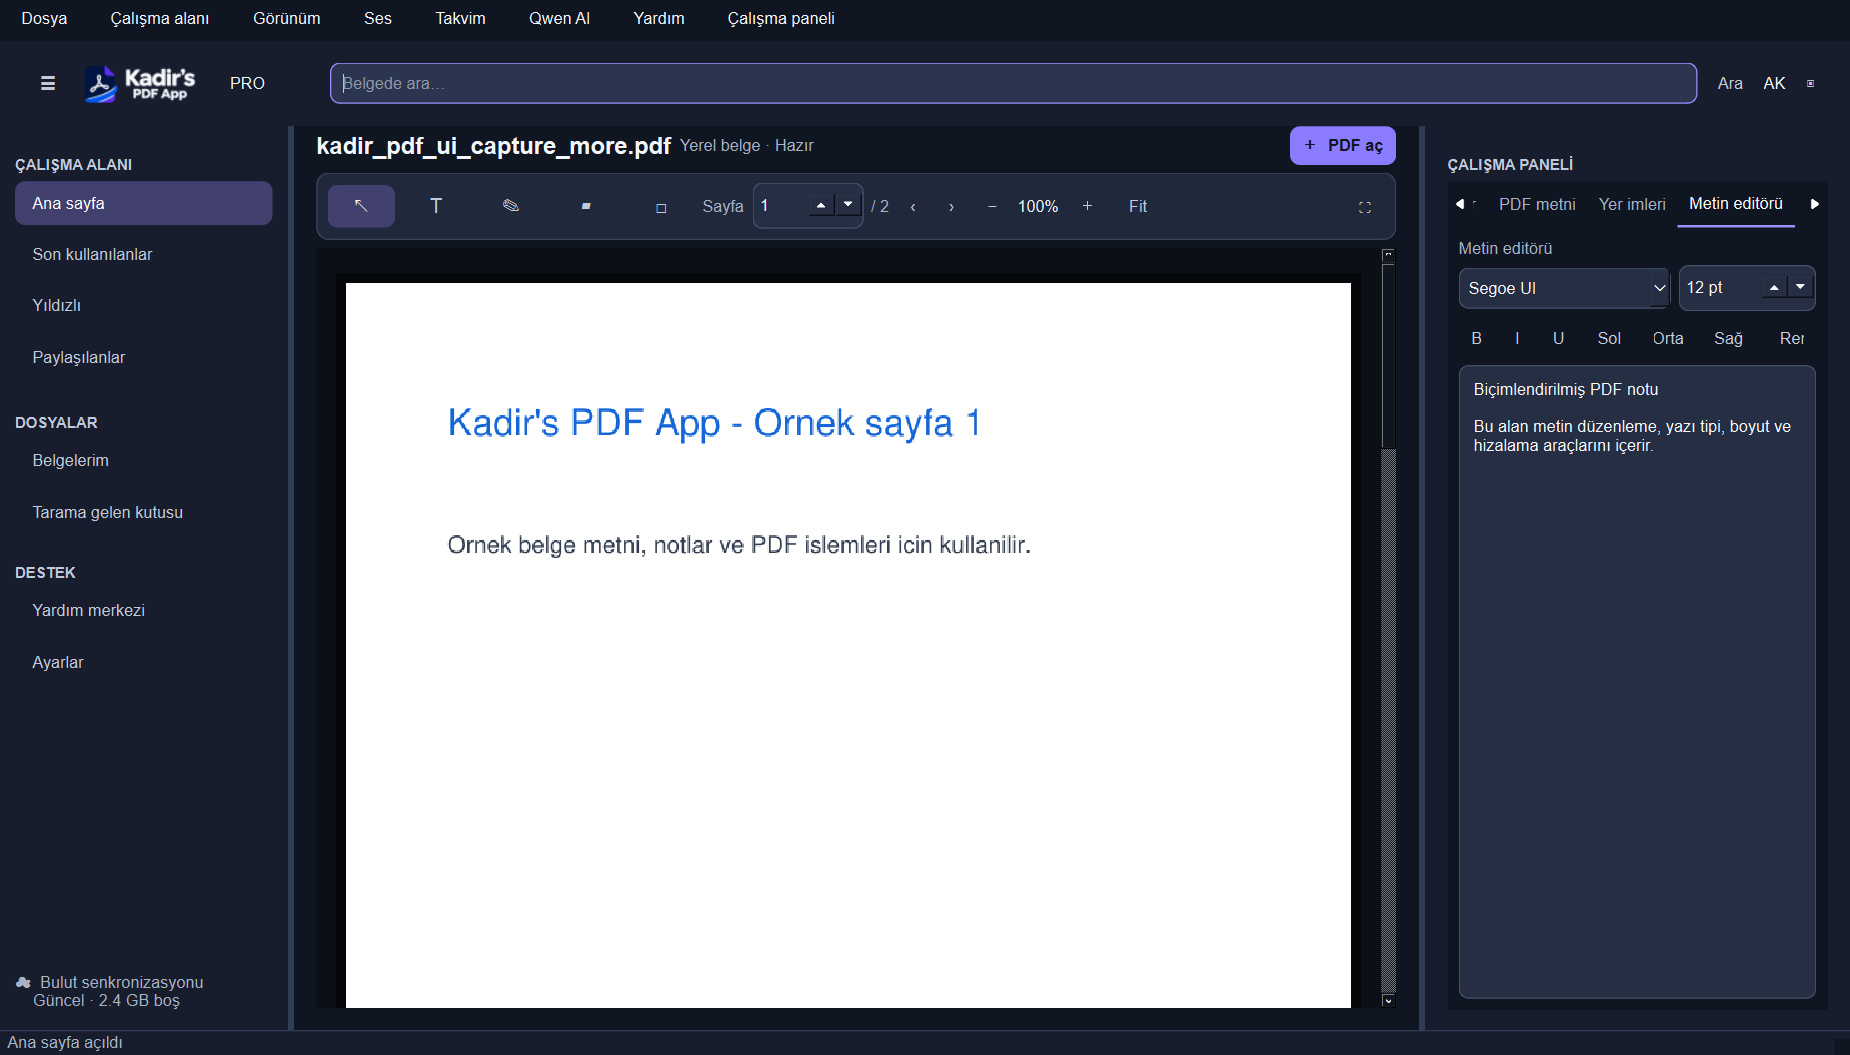 Dosya Çalışma alanı Görünüm Ses Takvim Qwen AI Yardım Çalışma paneli
Kadir's
PDF App
PRO
Belgede ara...
Ara AK
ÇALIŞMA ALANI
Ana sayfa
Son kullanılanlar
Yıldızlı
Paylaşılanlar
DOSYALAR
Belgelerim
Tarama gelen kutusu
DESTEK
Yardım merkezi
Ayarlar
Bulut senkronizasyonu
Güncel · 2.4 GB boş
kadir_pdf_ui_capture_more.pdf Yerel belge · Hazır
+ PDF aç
T Sayfa 1 / 2 ‹ › − 100% + Fit
Kadir's PDF App - Ornek sayfa 1
Ornek belge metni, notlar ve PDF islemleri icin kullanilir.
ÇALIŞMA PANELİ
PDF metni Yer imleri Metin editörü
Metin editörü
Segoe UI 12 pt
B I U Sol Orta Sağ
Biçimlendirilmiş PDF notu
Bu alan metin düzenleme, yazı tipi, boyut ve
hizalama araçlarını içerir.
Ana sayfa açıldı